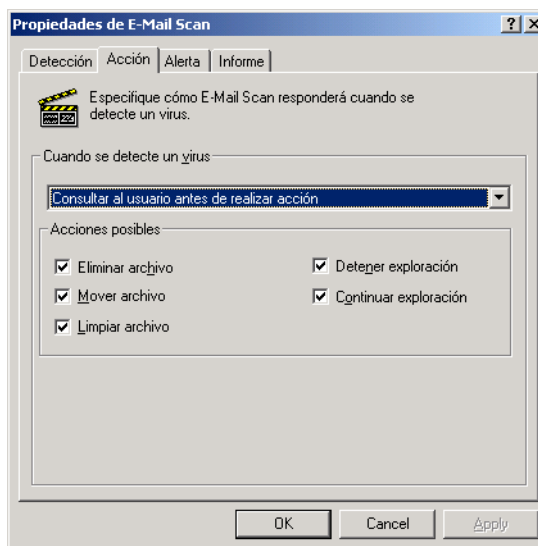 Propiedades de E-Mail Scan
Detección Acción Alerta Informe
Especifique cómo E-Mail Scan responderá cuando se
detecte un virus.
Cuando se detecte un virus
Consultar al usuario antes de realizar acción
Acciones posibles
Eliminar archivo Detener exploración
Mover archivo Continuar exploración
Limpiar archivo
OK Cancel Apply